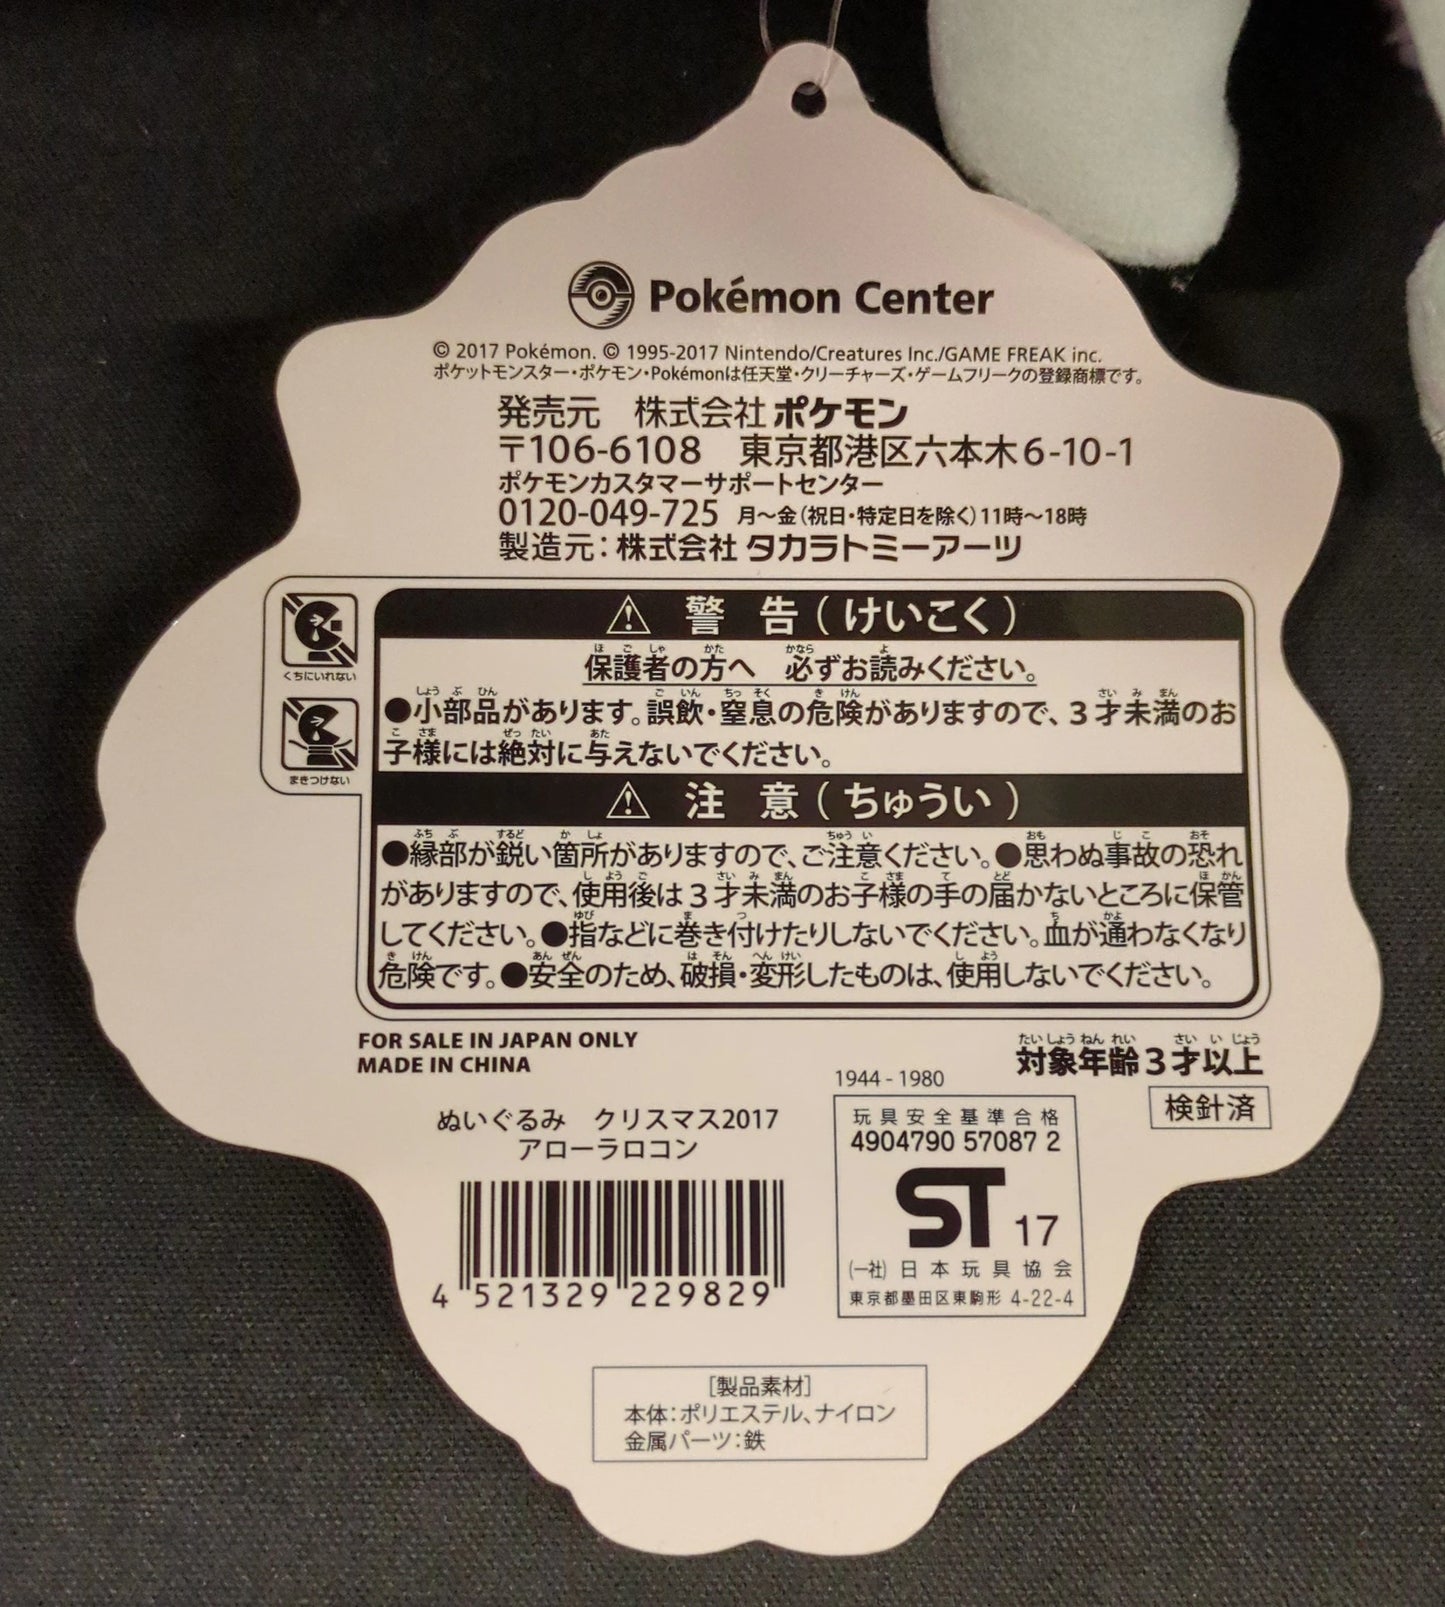 Pokémon Center
© 2017 Pokémon. © 1995-2017 Nintendo/Creatures Inc./GAME FREAK inc.
ポケットモンスター・ポケモン・Pokémonは任天堂・クリーチャーズ・ゲームフリークの登録商標です。
発売元 株式会社ポケモン
〒106-6108 東京都港区六本木6-10-1
ポケモンカスタマーサポートセンター
0120-049-725 月～金(祝日・特定日を除く)11時～18時
製造元：株式会社 タカラトミーアーツ
くちにいれない
まきつけない
警 告(けいこく)
保護者の方へ 必ずお読みください。
●小部品があります。誤飲・窒息の危険がありますので、3才未満のお
子様には絶対に与えないでください。
注 意(ちゅうい)
●縁部が鋭い箇所がありますので、ご注意ください。●思わぬ事故の恐れ
がありますので、使用後は3才未満のお子様の手の届かないところに保管
してください。●指などに巻き付けたりしないでください。血が通わなくなり
危険です。●安全のため、破損・変形したものは、使用しないでください。
FOR SALE IN JAPAN ONLY
MADE IN CHINA
対象年齢3才以上
検針済
1944 - 1980
玩具安全基準合格
4904790 57087 2
ST 17
(一社)日本玩具協会
東京都墨田区東駒形 4-22-4
ぬいぐるみ クリスマス2017
アローラロコン
4 521329 229829
[製品素材]
本体：ポリエステル、ナイロン
金属パーツ：鉄